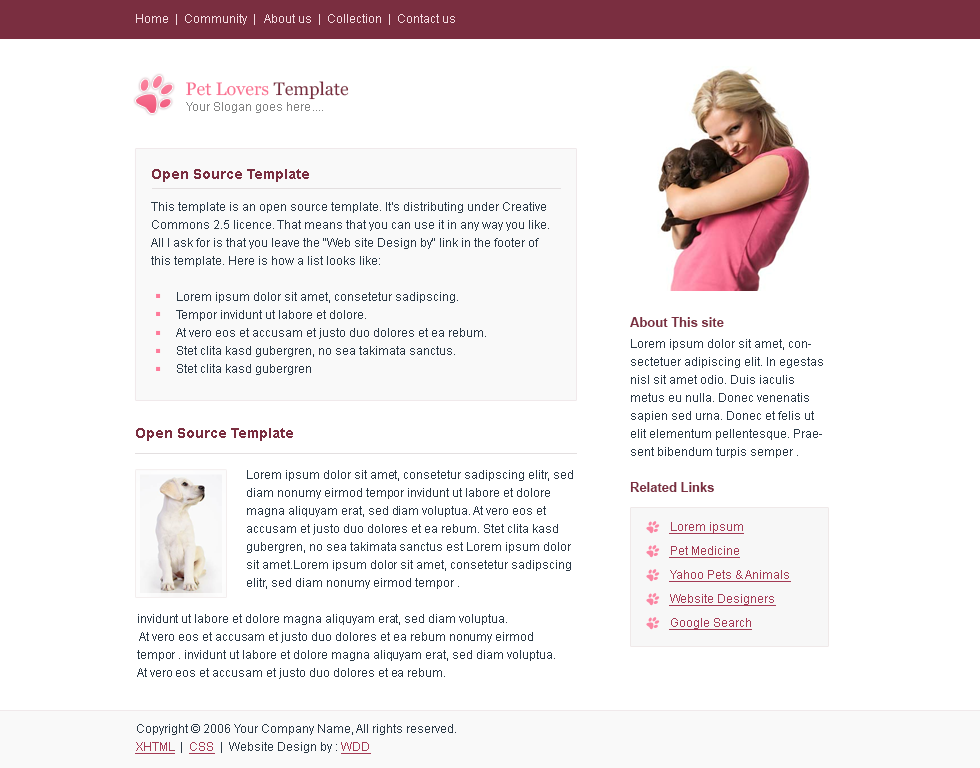 Home | Community | About us | Collection | Contact us
Pet Lovers Template
Your Slogan goes here....
Open Source Template
This template is an open source template. It's distributing under Creative
Commons 2.5 licence. That means that you can use it in any way you like.
All I ask for is that you leave the "Web site Design by" link in the footer of
this template. Here is how a list looks like:
Lorem ipsum dolor sit amet, consetetur sadipscing.
Tempor invidunt ut labore et dolore.
At vero eos et accusam et justo duo dolores et ea rebum.
Stet clita kasd gubergren, no sea takimata sanctus.
Stet clita kasd gubergren
Open Source Template
Lorem ipsum dolor sit amet, consetetur sadipscing elitr, sed
diam nonumy eirmod tempor invidunt ut labore et dolore
magna aliquyam erat, sed diam voluptua. At vero eos et
accusam et justo duo dolores et ea rebum. Stet clita kasd
gubergren, no sea takimata sanctus est Lorem ipsum dolor
sit amet.Lorem ipsum dolor sit amet, consetetur sadipscing
elitr, sed diam nonumy eirmod tempor .
invidunt ut labore et dolore magna aliquyam erat, sed diam voluptua.
At vero eos et accusam et justo duo dolores et ea rebum nonumy eirmod
tempor . invidunt ut labore et dolore magna aliquyam erat, sed diam voluptua.
At vero eos et accusam et justo duo dolores et ea rebum.
About This site
Lorem ipsum dolor sit amet, con-
sectetuer adipiscing elit. In egestas
nisl sit amet odio. Duis iaculis
metus eu nulla. Donec venenatis
sapien sed urna. Donec et felis ut
elit elementum pellentesque. Prae-
sent bibendum turpis semper .
Related Links
Lorem ipsum
Pet Medicine
Yahoo Pets & Animals
Website Designers
Google Search
Copyright © 2006 Your Company Name, All rights reserved.
XHTML | CSS | Website Design by : WDD